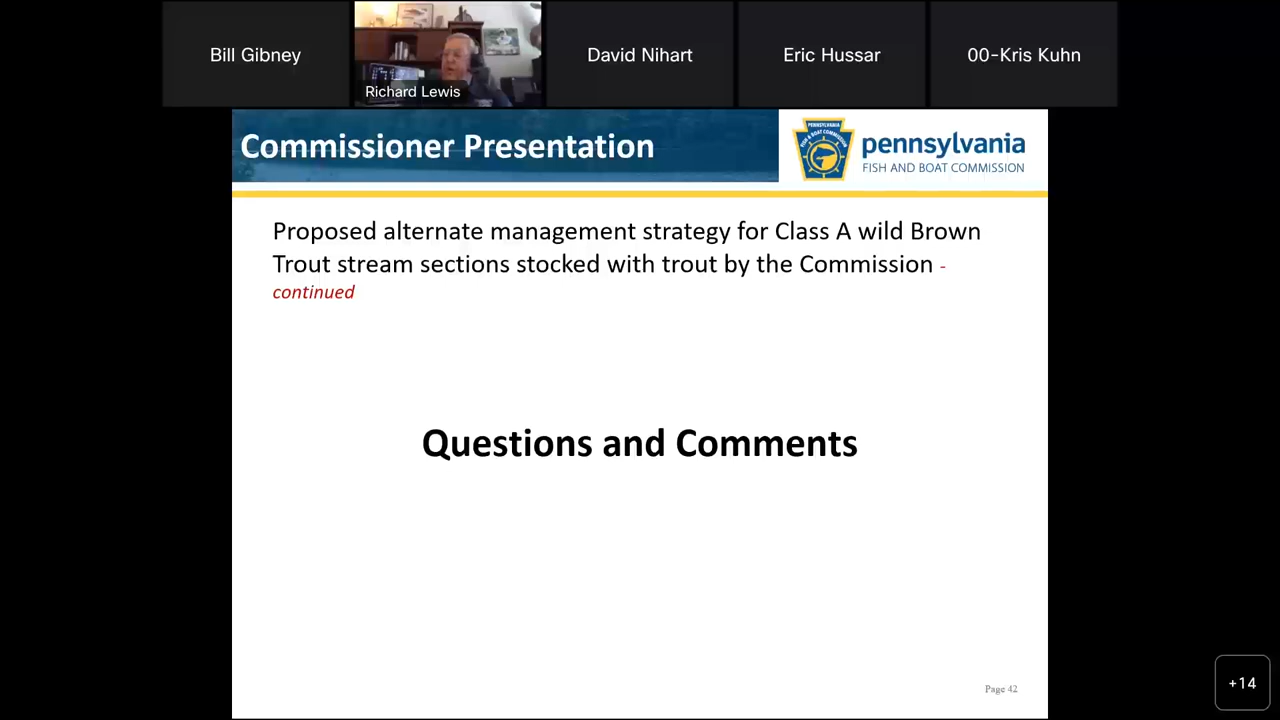 Bill Gibney
Richard Lewis
David Nihart
Eric Hussar
00-Kris Kuhn
Commissioner Presentation
pennsylvania
FISH AND BOAT COMMISSION
Proposed alternate management strategy for Class A wild Brown
Trout stream sections stocked with trout by the Commission -
continued
Questions and Comments
Page 42
+14